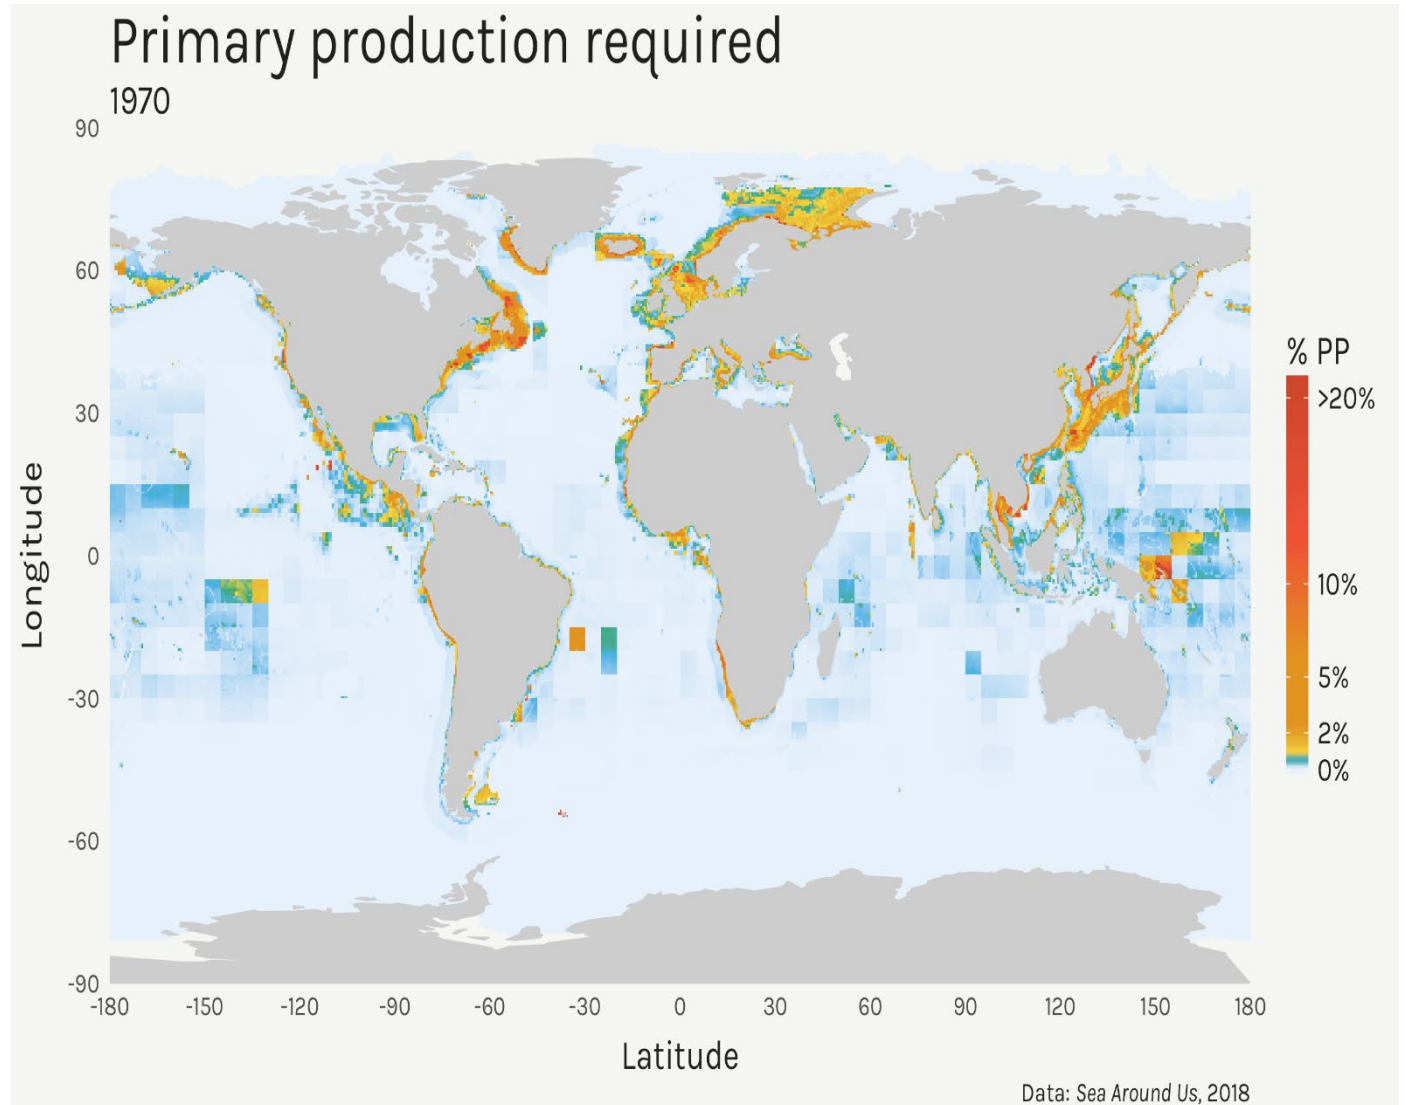 Primary production required
1970
90
60
30
0
-30
-60
-90
Longitude
-180 -150 -120 -90 -60 -30 0 30 60 90 120 150 180
Latitude
% PP
>20%
10%
5%
2%
0%
Data: Sea Around Us, 2018